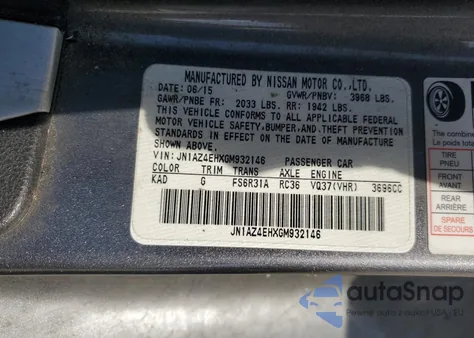 MANUFACTURED BY NISSAN MOTOR CO.,LTD.
DATE: 06/15 GVWR/PNBV: 3968 LBS.
GAWR/PNBE FR: 2033 LBS. RR: 1942 LBS.
THIS VEHICLE CONFORMS TO ALL APPLICABLE
FEDERAL MOTOR VEHICLE SAFETY,BUMPER,AND THEFT PREVENTION
STANDARDS IN EFFECT ON THE DATE OF MANUFACTURE
SHOWN ABOVE.
VIN: JN1AZ4EHXGM932146 PASSENGER CAR
COLOR TRIM TRANS AXLE ENGINE
KAD G FS6R31A RC36 VQ37(VHR) 3696CC
JN1AZ4EHXGM932146
TIRE
PNEU
FRONT
AVANT
REAR
ARRIÈRE
SPARE
DE SECOURS
autoSnap